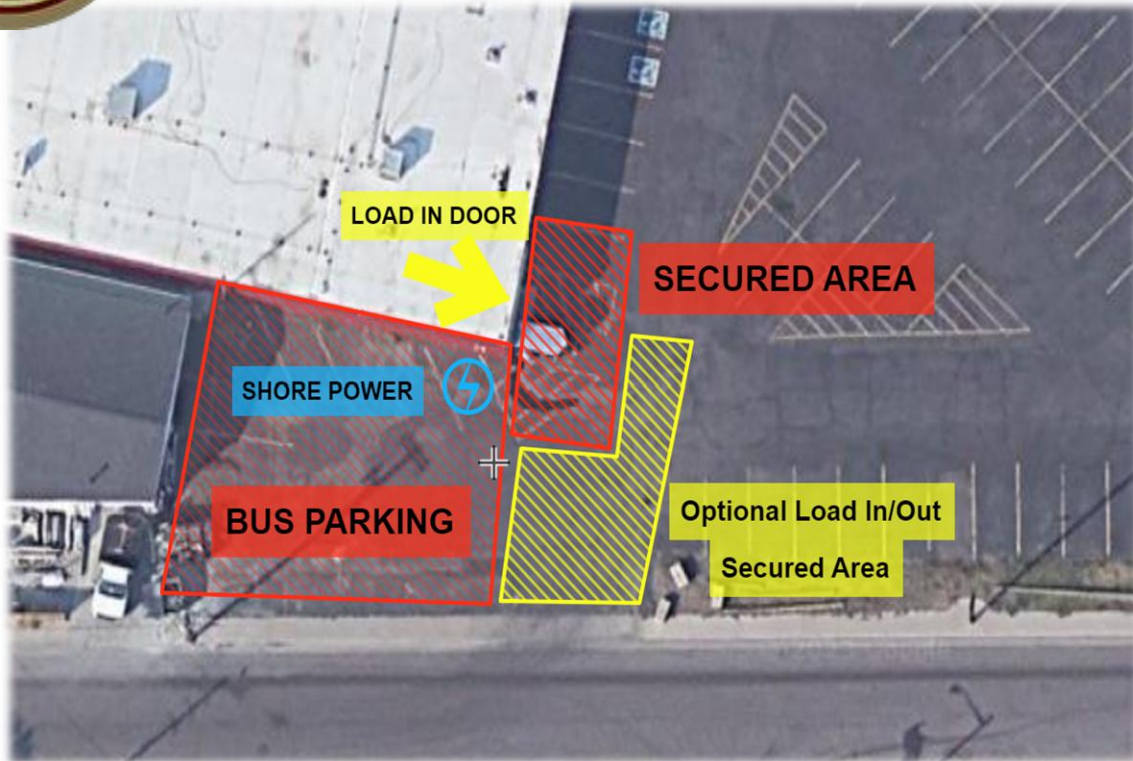 LOAD IN DOOR
SECURED AREA
SHORE POWER
BUS PARKING
Optional Load In/Out
Secured Area